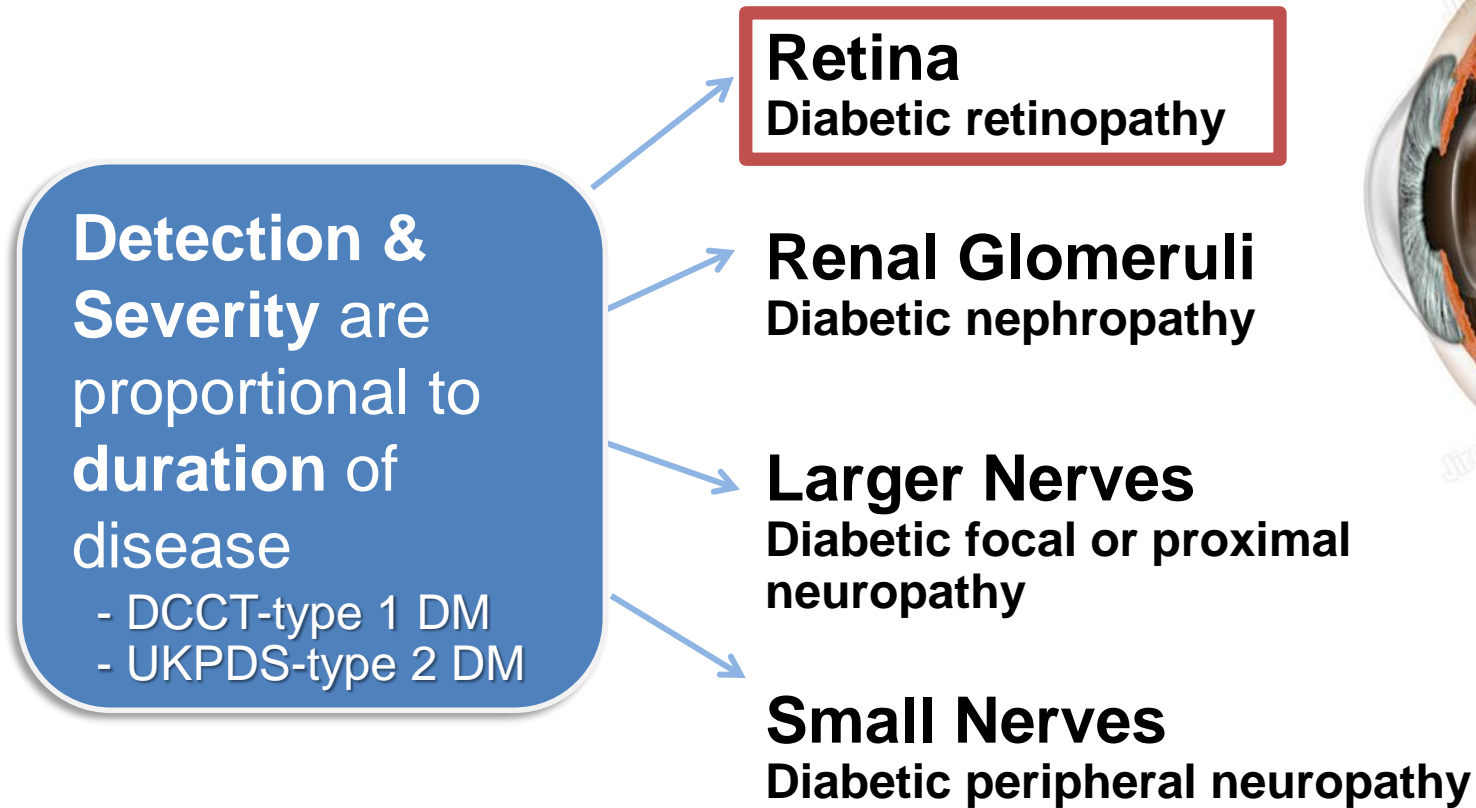 Detection &
Severity are
proportional to
duration of
disease
- DCCT-type 1 DM
- UKPDS-type 2 DM
Retina
Diabetic retinopathy
Renal Glomeruli
Diabetic nephropathy
Larger Nerves
Diabetic focal or proximal
neuropathy
Small Nerves
Diabetic peripheral neuropathy